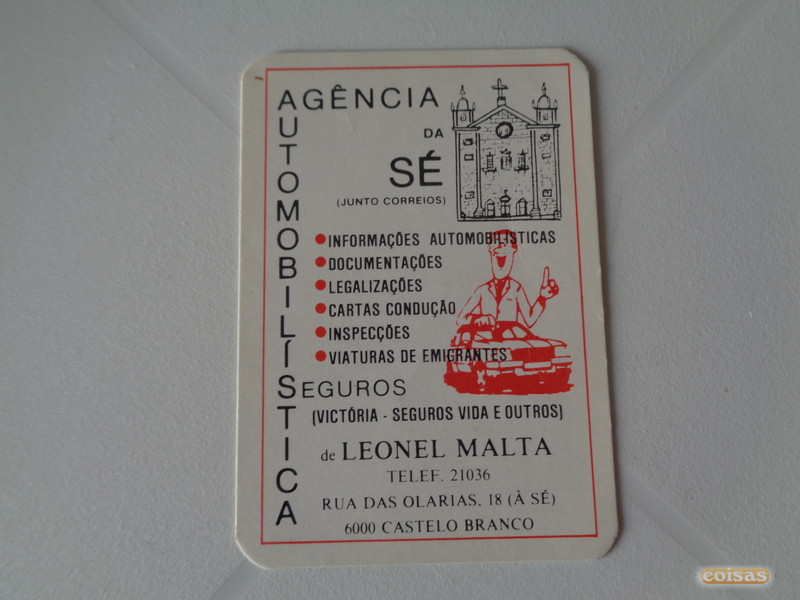 AGÊNCIA
AUTOMOBILÍSTICA
DA
SÉ
(JUNTO CORREIOS)
●INFORMAÇÕES AUTOMOBILÍSTICAS
●DOCUMENTAÇÕES
●LEGALIZAÇÕES
●CARTAS CONDUÇÃO
●INSPECÇÕES
●VIATURAS DE EMIGRANTES
SEGUROS
(VICTÓRIA - SEGUROS VIDA E OUTROS)
de LEONEL MALTA
TELEF. 21036
RUA DAS OLARIAS, 18 (À SÉ)
6000 CASTELO BRANCO
coisas